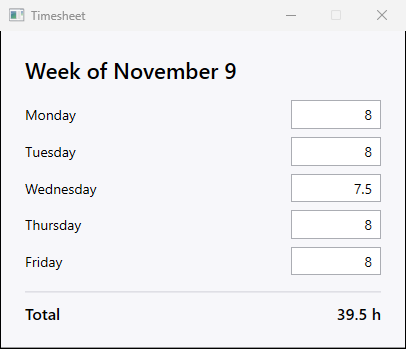 Timesheet
Week of November 9
Monday 8
Tuesday 8
Wednesday 7.5
Thursday 8
Friday 8
Total 39.5 h